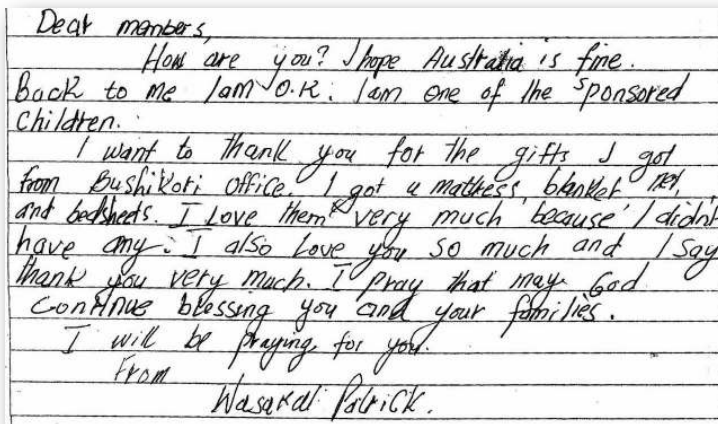 Dear members,
How are you? I hope Australia is fine.
Back to me I am O.K. I am one of the sponsored
children.
I want to thank you for the gifts I got
from Bushikori office. I got a mattess, blanket net,
and bedsheets. I Love them very much because I didn't
have any. I also Love you so much and I say
thank you very much. I pray that may God
continue blessing you and your families.
I will be praying for you.
From
Patrick.